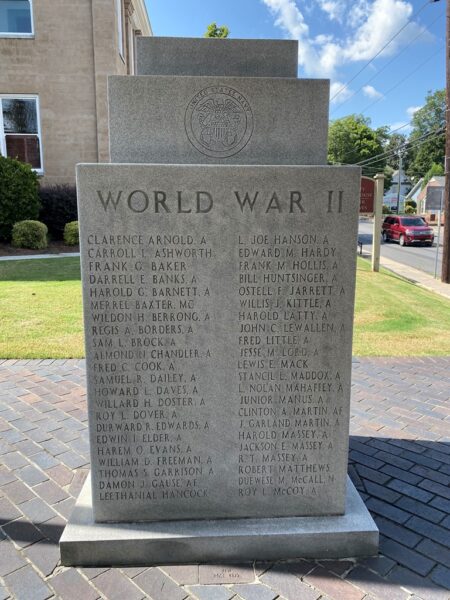 UNITED STATES NAVY
WORLD WAR II
CLARENCE ARNOLD, A
CARROLL L. ASHWORTH
FRANK G. BAKER
DARRELL E. BANKS, A
HAROLD G. BARNETT, A
MERREL BAXTER, MC
WILDON H. BERRONG, A
REGIS A. BORDERS, A
SAM L. BROCK, A
ALMOND N. CHANDLER, A
FRED C. COOK, A
SAMUEL R. DAILEY, A
HOWARD L. DAVES, A
WILLARD H. DOSTER, A
ROY L. DOVER, A
DURWARD R. EDWARDS, A
EDWIN I. ELDER, A
HAREM O. EVANS, A
WILLIAM D. FREEMAN, A
THOMAS S. GARRISON, A
DAMON J. GAUSE, AF
LEETHANIAL HANCOCK
L. JOE HANSON, A
EDWARD M. HARDY
FRANK M. HOLLIS, A
BILL HUNTSINGER, A
OSTELL F. JARRETT, A
WILLIS J. KITTLE, A
HAROLD LATTY, A
JOHN C. LEWALLEN, A
FRED LITTLE, A
JESSE M. LORD, A
LEWIS E. MACK
STANCIL E. MADDOX, A
L. NOLAN MAHAFFEY, A
JUNIOR MANUS, A
CLINTON A. MARTIN, AF
J. GARLAND MARTIN, A
HAROLD MASSEY, A
JACKSON E. MASSEY, A
R. T. MASSEY, A
ROBERT MATTHEWS
DUEWESE M. McCALL, N
ROY L. McCOY, A